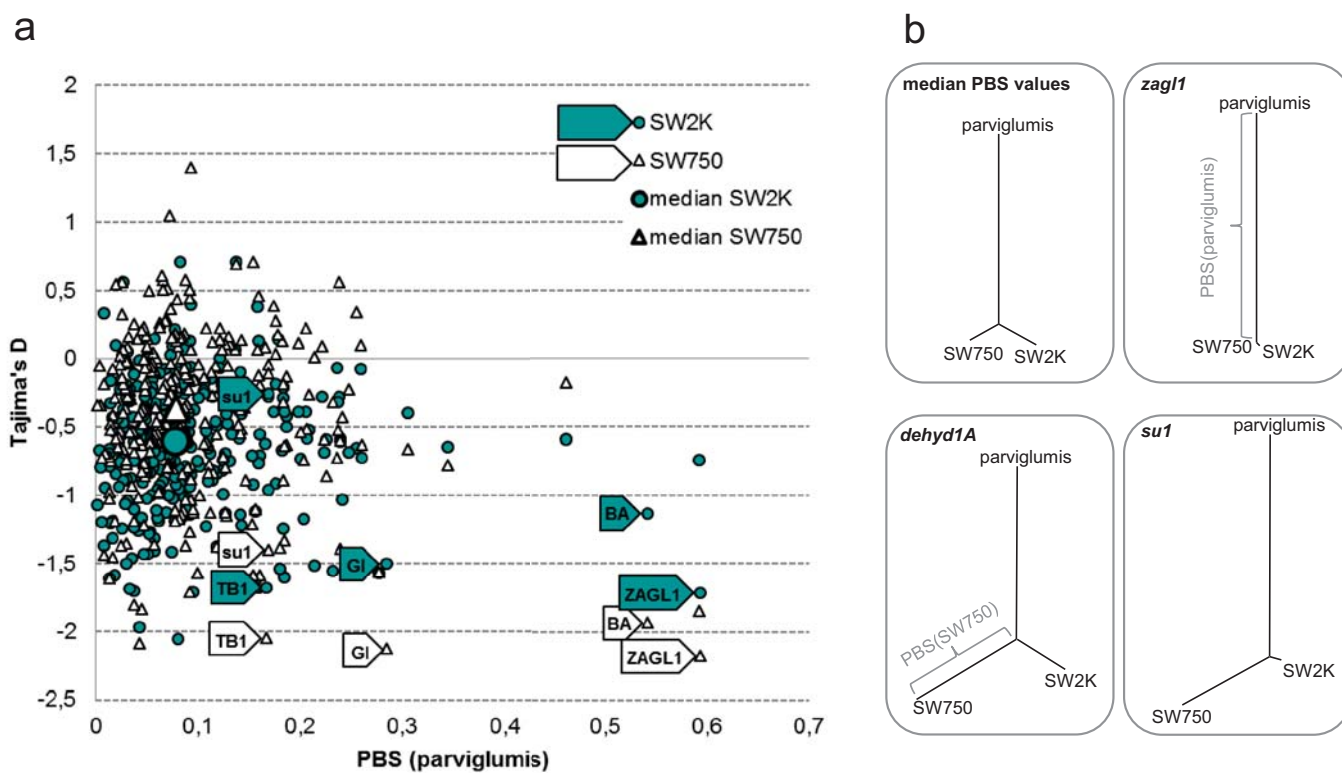 a
2
1,5
1
0,5
0
-0,5
-1
-1,5
-2
-2,5
Tajima's D
0
0,1
0,2
0,3
0,4
0,5
0,6
0,7
PBS (parviglumis)
SW2K
SW750
median SW2K
median SW750
su1
BA
su1
GI
TB1
ZAGL1
BA
TB1
GI
ZAGL1
b
median PBS values
parviglumis
SW750
SW2K
zagl1
parviglumis
PBS(parviglumis)
SW750
SW2K
dehyd1A
parviglumis
PBS(SW750)
SW2K
SW750
su1
parviglumis
SW2K
SW750